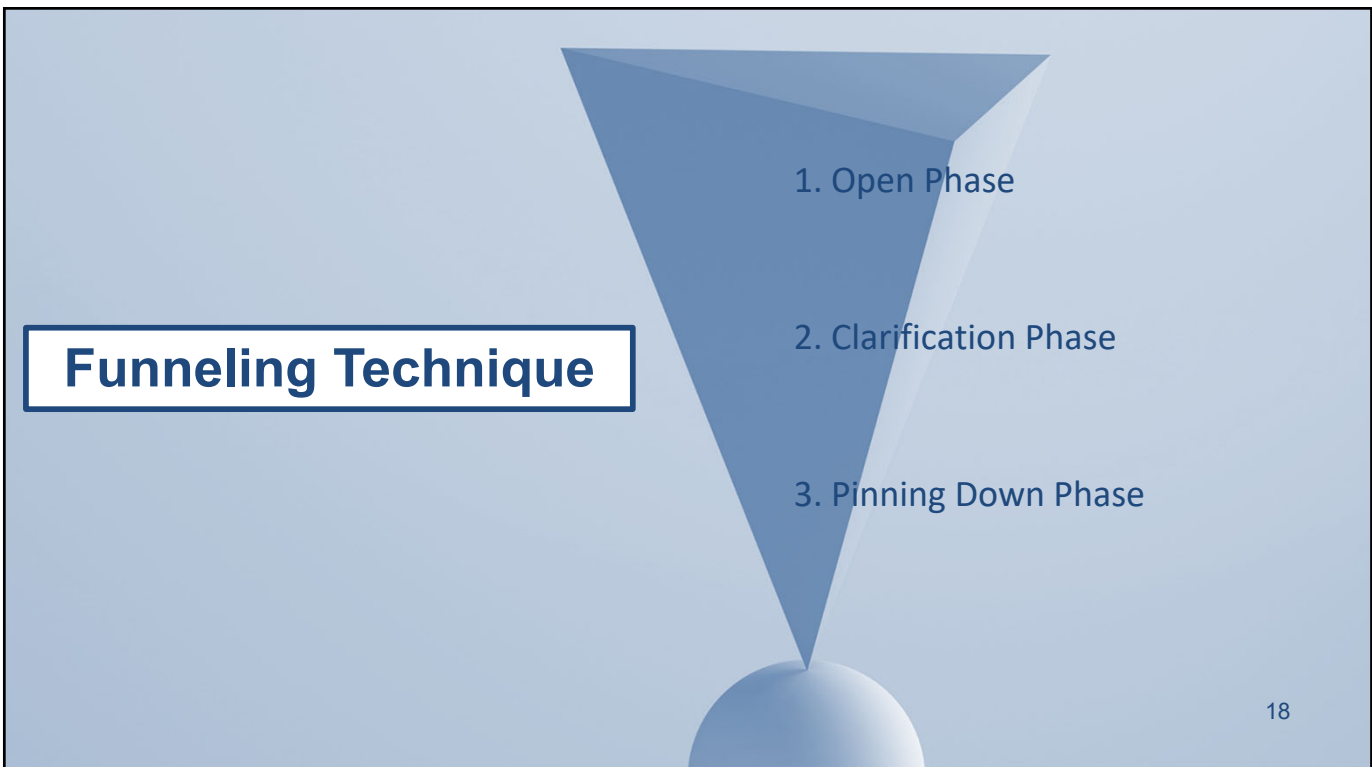 Funneling Technique
1. Open Phase
2. Clarification Phase
3. Pinning Down Phase
18